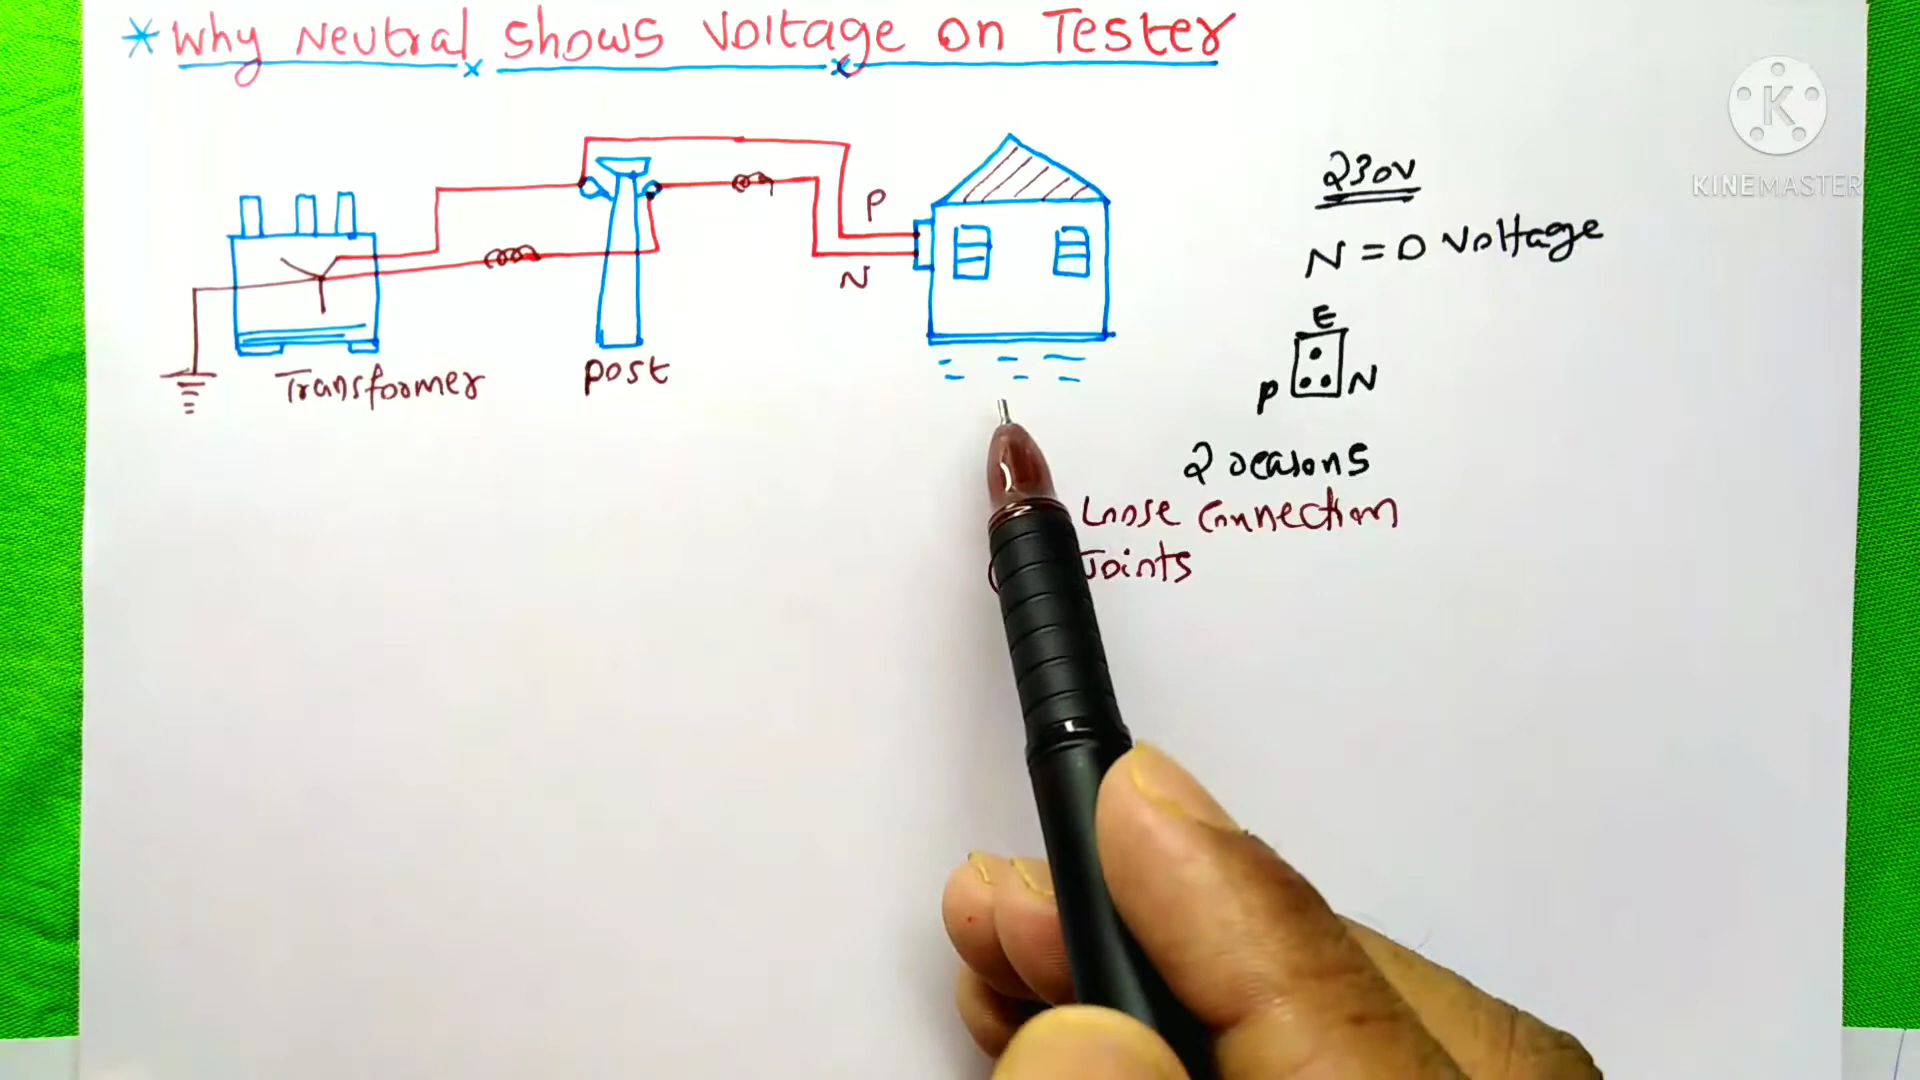 * Why Neutral shows Voltage on Tester
K
KINEMASTER
230V
P
N = 0 Voltage
N
E
P N
Transformer
post
2 reasons
Loose Connection
Joints